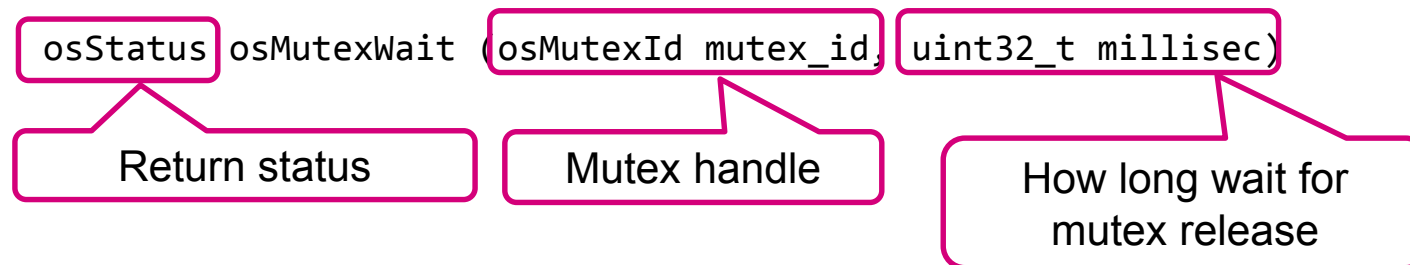 osStatus osMutexWait (osMutexId mutex_id, uint32_t millisec)
Return status
Mutex handle
How long wait for
mutex release